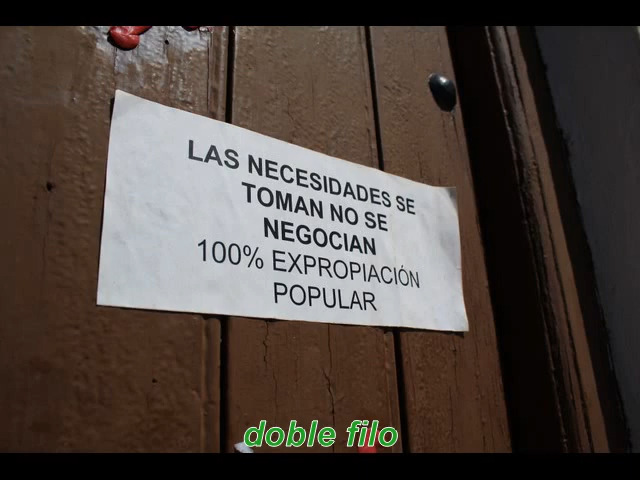 LAS NECESIDADES SE
TOMAN NO SE
NEGOCIAN
100% EXPROPIACIÓN
POPULAR
doble filo